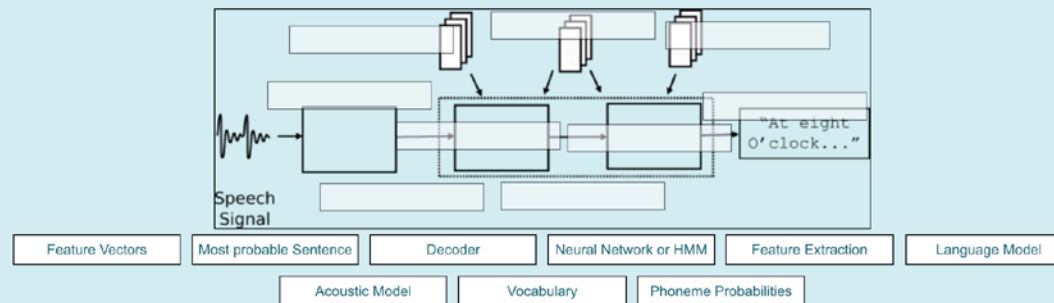 "At eight
O'clock..."
Speech
Signal
Feature Vectors
Most probable Sentence
Decoder
Neural Network or HMM
Feature Extraction
Language Model
Acoustic Model
Vocabulary
Phoneme Probabilities